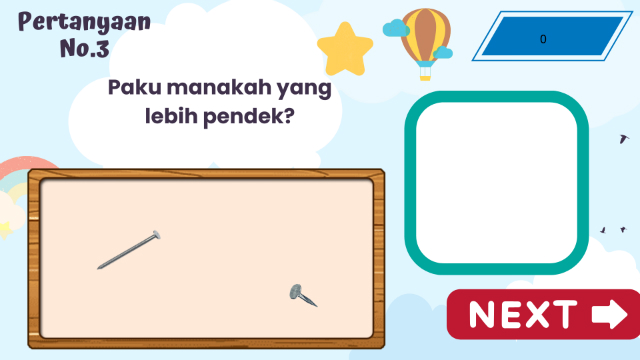 Pertanyaan
No.3
0
Paku manakah yang
lebih pendek?
NEXT